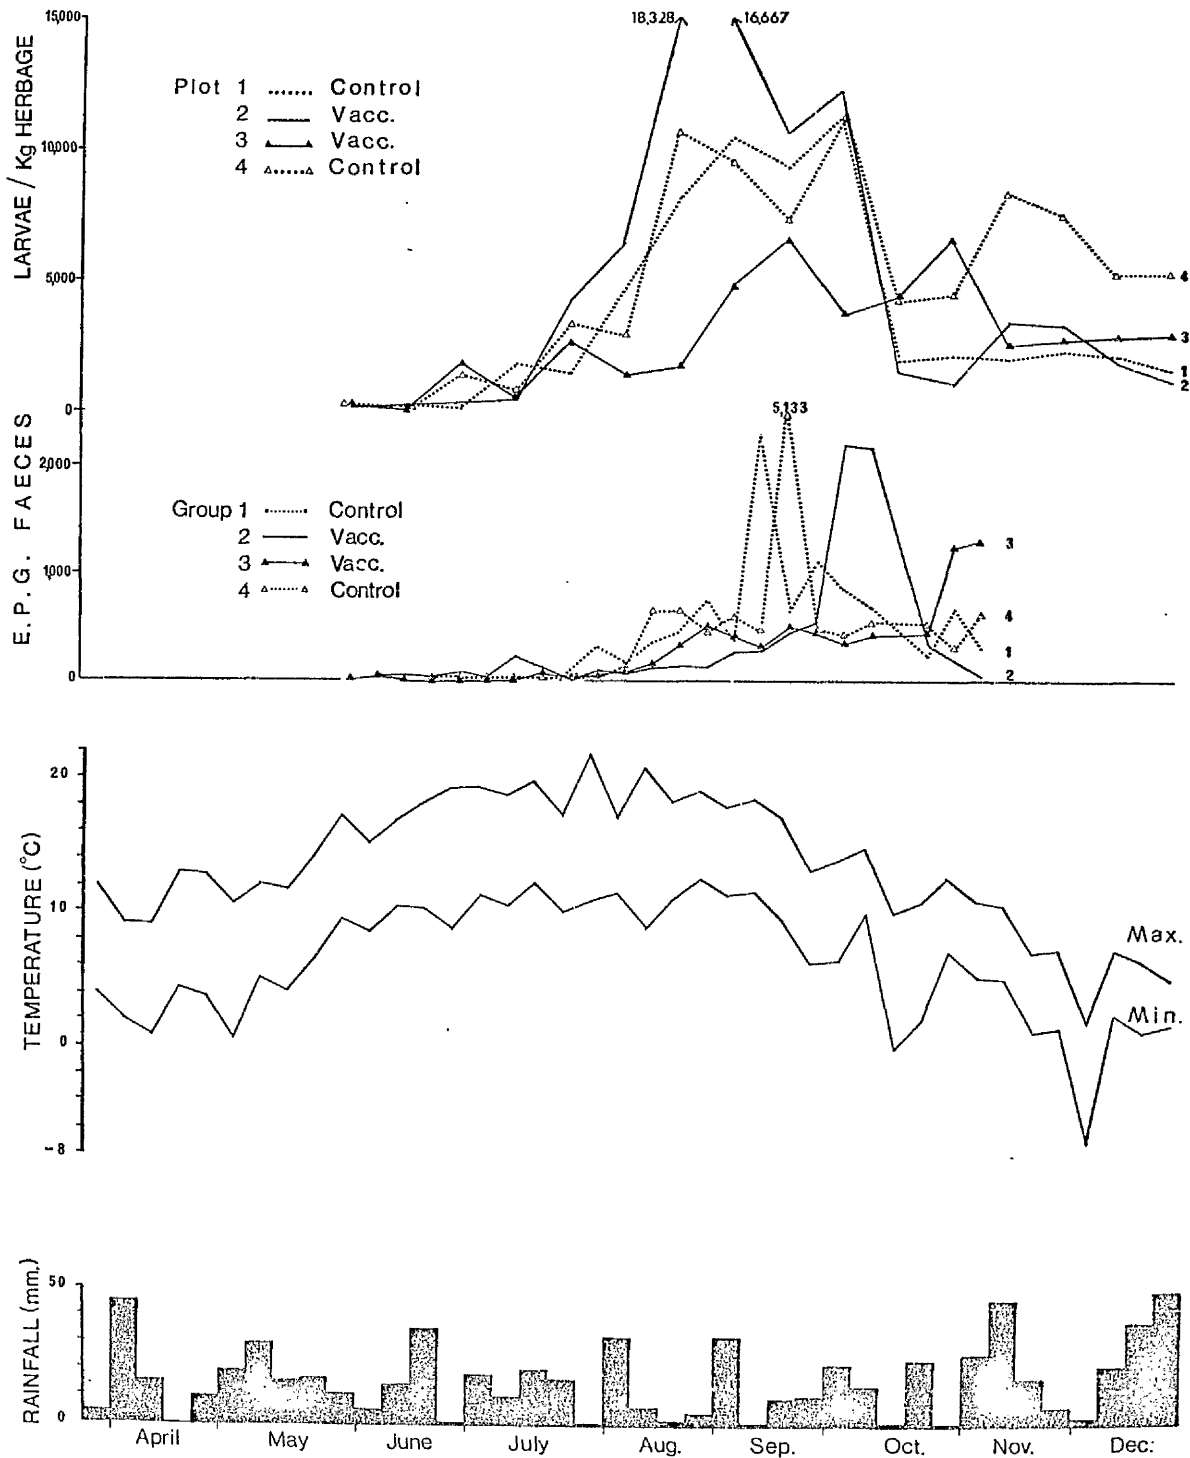 15,000
18,328
16,667
Plot 1 ....... Control
2 Vacc.
3 Vacc.
4 Control
10,000
5,000
0
LARVAE / Kg HERBAGE
4
3
1
2
5,133
2,000
Group 1 Control
2 Vacc.
3 Vacc.
4 Control
1,000
0
E.P.G. FAECES
3
4
1
2
20
10
0
-8
TEMPERATURE (°C)
Max.
Min.
50
0
RAINFALL (mm.)
April May June July Aug. Sep. Oct. Nov. Dec: